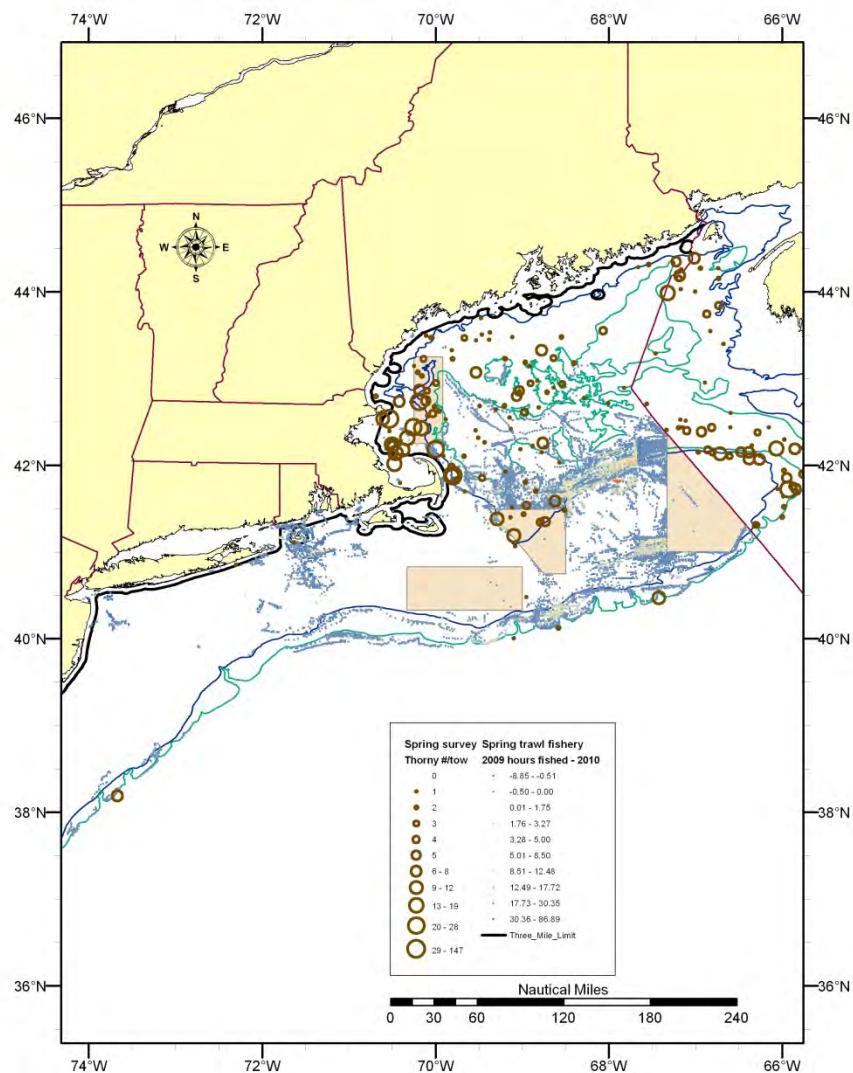 74°W 72°W 70°W 68°W 66°W
46°N 46°N
N
W E
S
44°N 44°N
42°N 42°N
40°N 40°N
38°N 38°N
36°N 36°N
Spring survey Spring trawl fishery
Thorny #/tow 2009 hours fished - 2010
0 -8.85 - -0.51
1 -0.50 - 0.00
2 0.01 - 1.75
3 1.76 - 3.27
4 3.28 - 5.00
5 5.01 - 8.50
6 - 8 8.51 - 12.48
9 - 12 12.49 - 17.72
13 - 19 17.73 - 30.35
20 - 28 30.36 - 86.89
29 - 147 Three_Mile_Limit
Nautical Miles
0 30 60 120 180 240
74°W 72°W 70°W 68°W 66°W